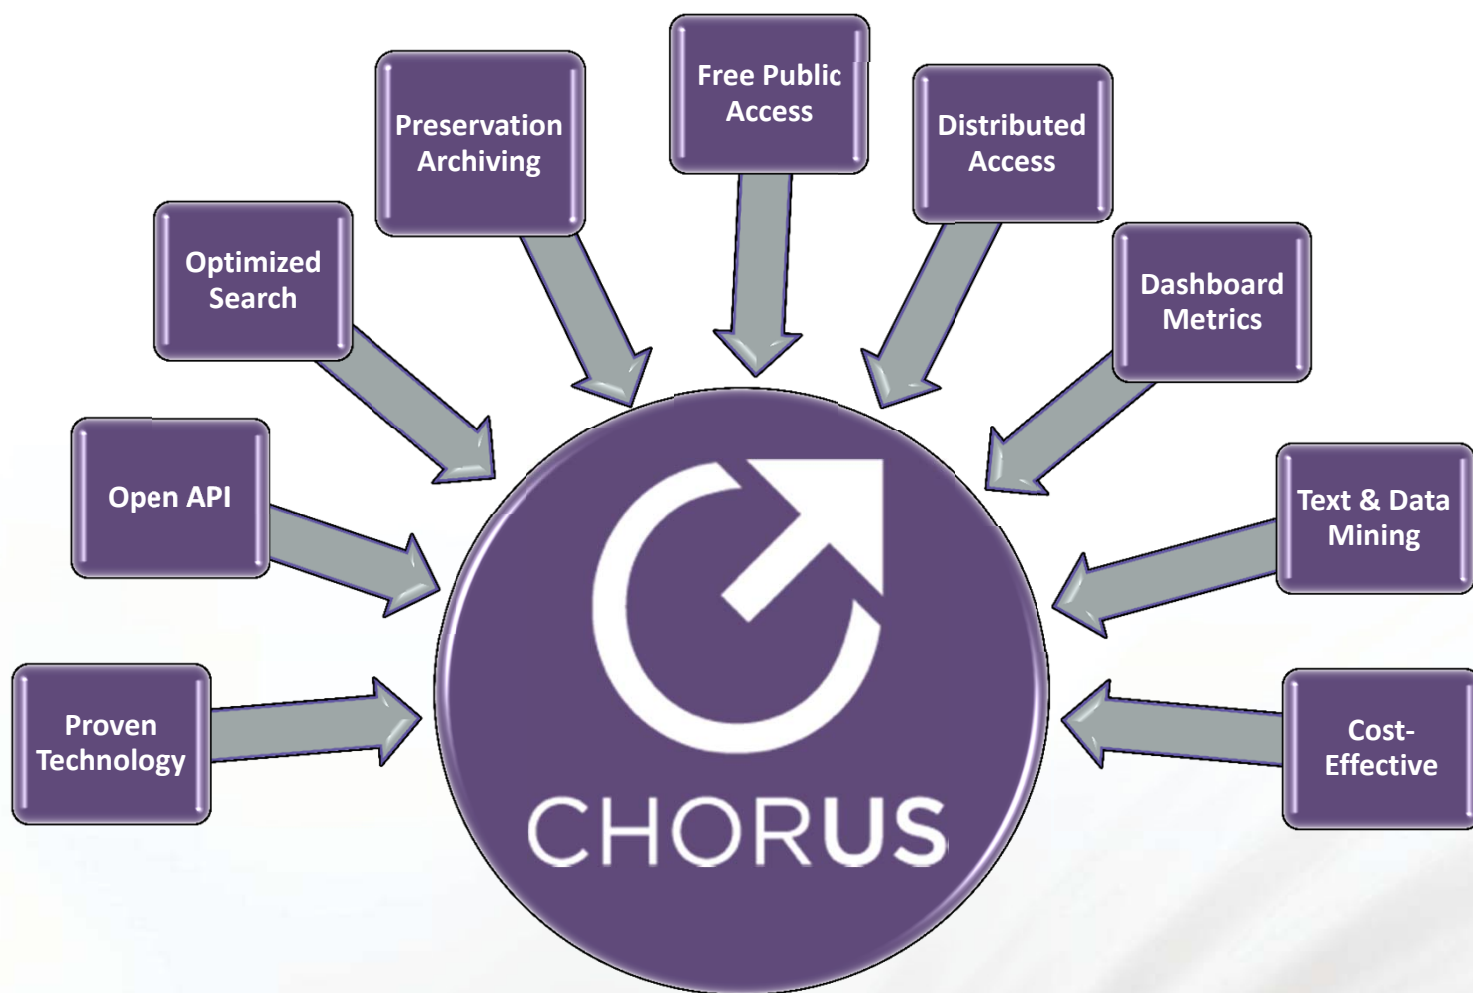 Free Public
Access
Preservation
Archiving
Distributed
Access
Optimized
Search
Dashboard
Metrics
Open API
Text & Data
Mining
Proven
Technology
Cost-
Effective
CHORUS